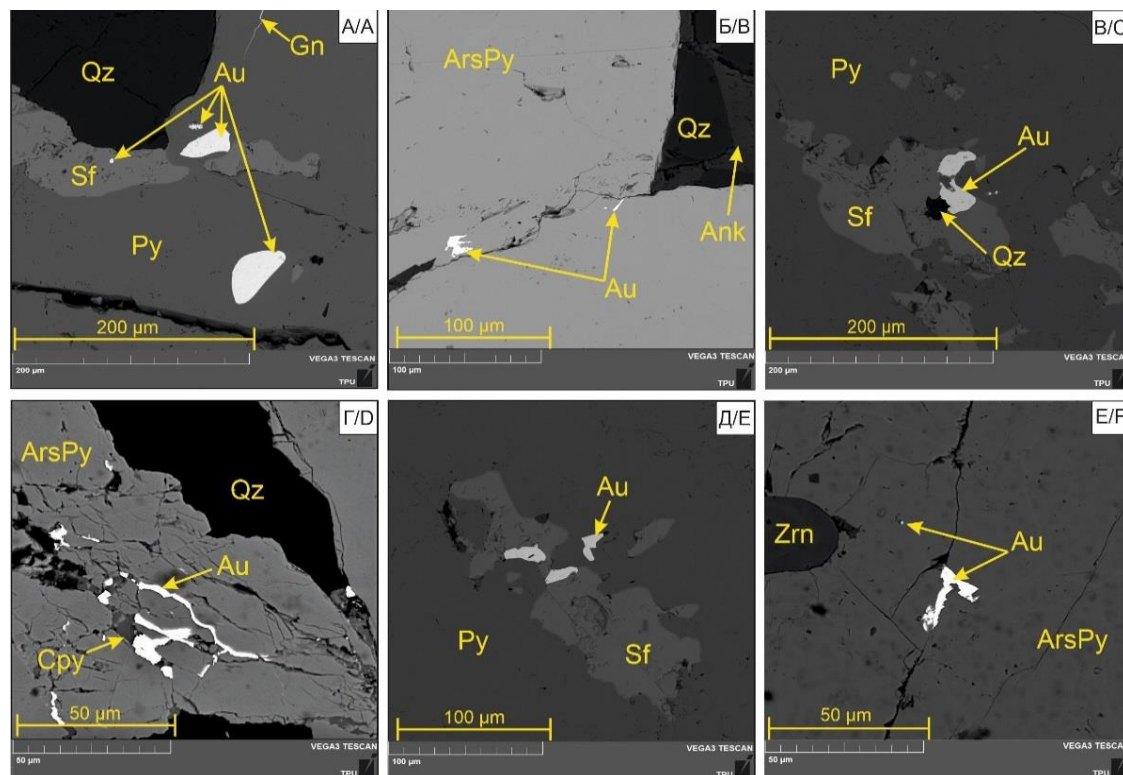 А/A
Gn
Qz
Au
Sf
Py
200 µm
VEGA3 TESCAN
200 µm
TPU
Б/B
ArsPy
Qz
Ank
Au
100 µm
VEGA3 TESCAN
100 µm
TPU
В/C
Py
Au
Sf
Qz
200 µm
VEGA3 TESCAN
200 µm
TPU
Г/D
ArsPy
Qz
Au
Cpy
50 µm
VEGA3 TESCAN
50 µm
TPU
Д/E
Au
Py
Sf
100 µm
VEGA3 TESCAN
100 µm
TPU
Е/F
Zrn
Au
ArsPy
50 µm
VEGA3 TESCAN
50 µm
TPU